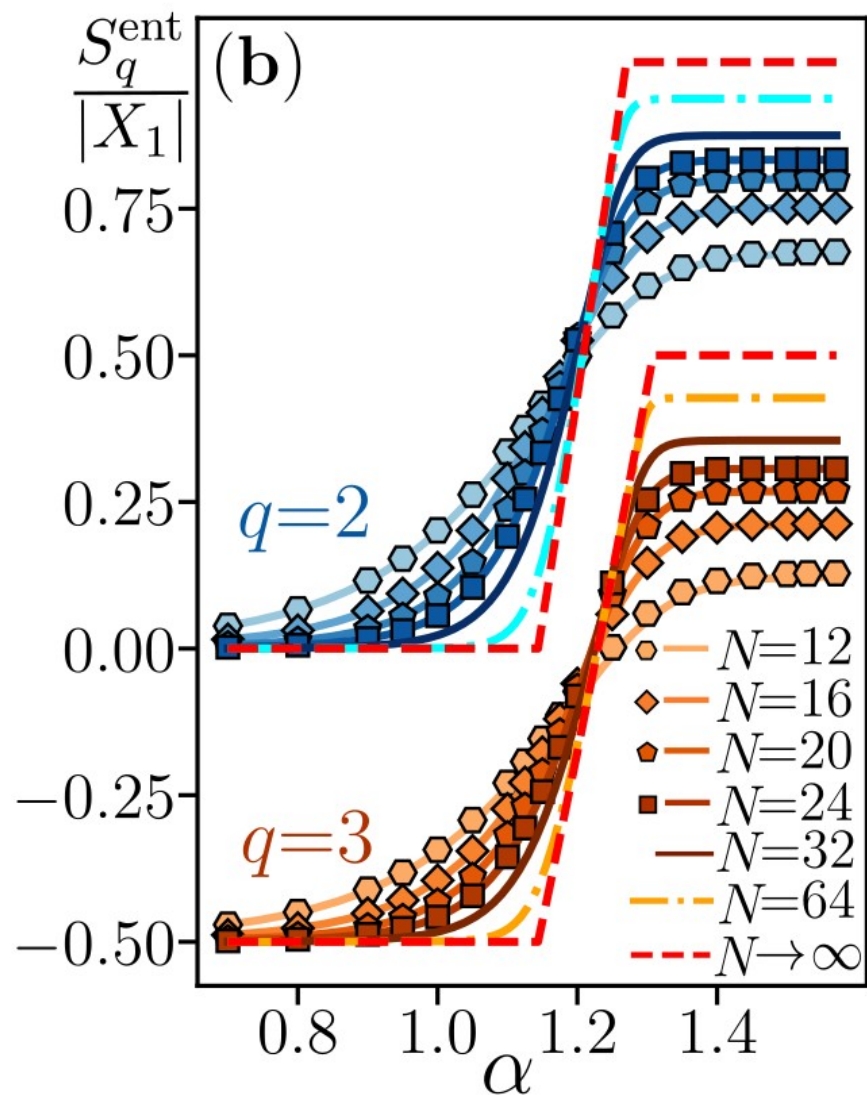 S_q^ent / |X_1|
(b)
0.75
0.50
0.25
0.00
−0.25
−0.50
q=2
q=3
N=12
N=16
N=20
N=24
N=32
N=64
N→∞
0.8 1.0 1.2 1.4
α